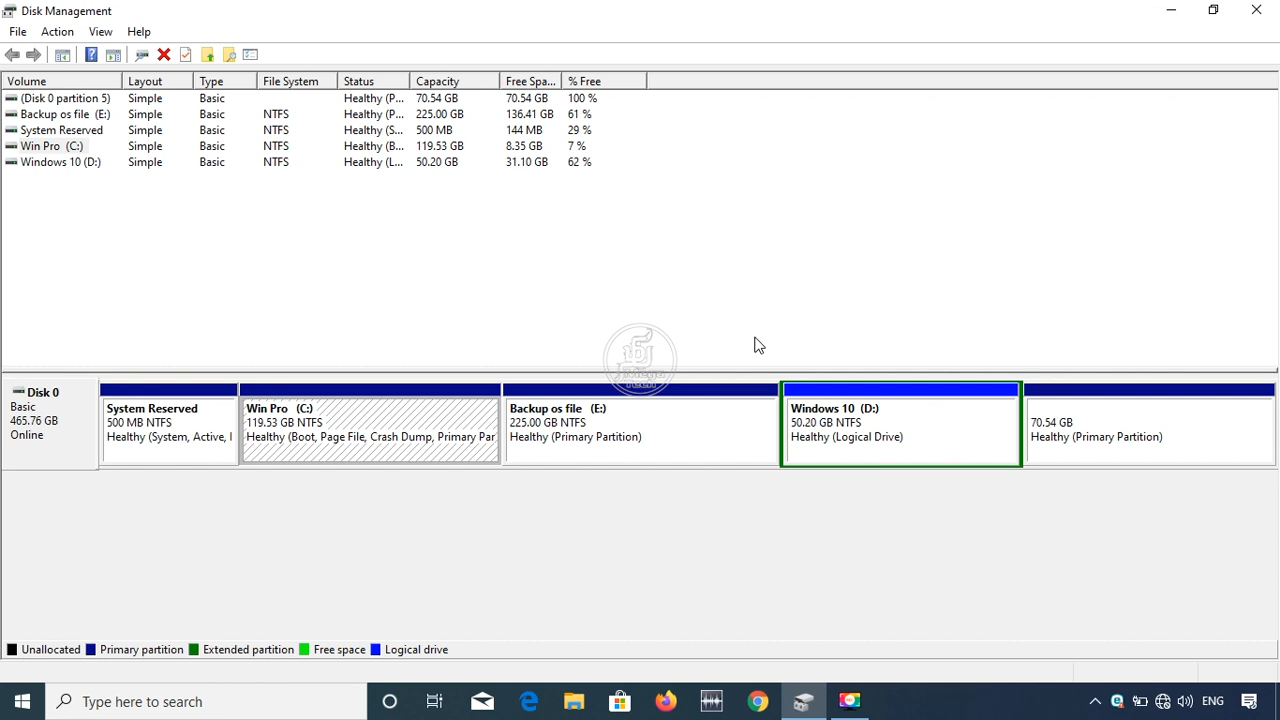 Disk Management
File Action View Help
Volume Layout Type File System Status Capacity Free Spa... % Free
(Disk 0 partition 5) Simple Basic Healthy (P... 70.54 GB 70.54 GB 100 %
Backup os file (E:) Simple Basic NTFS Healthy (P... 225.00 GB 136.41 GB 61 %
System Reserved Simple Basic NTFS Healthy (S... 500 MB 144 MB 29 %
Win Pro (C:) Simple Basic NTFS Healthy (B... 119.53 GB 8.35 GB 7 %
Windows 10 (D:) Simple Basic NTFS Healthy (L... 50.20 GB 31.10 GB 62 %
Mega
Tech
Disk 0
Basic
465.76 GB
Online
System Reserved
500 MB NTFS
Healthy (System, Active, I
Win Pro (C:)
119.53 GB NTFS
Healthy (Boot, Page File, Crash Dump, Primary Par
Backup os file (E:)
225.00 GB NTFS
Healthy (Primary Partition)
Windows 10 (D:)
50.20 GB NTFS
Healthy (Logical Drive)
70.54 GB
Healthy (Primary Partition)
Unallocated Primary partition Extended partition Free space Logical drive
Type here to search
ENG